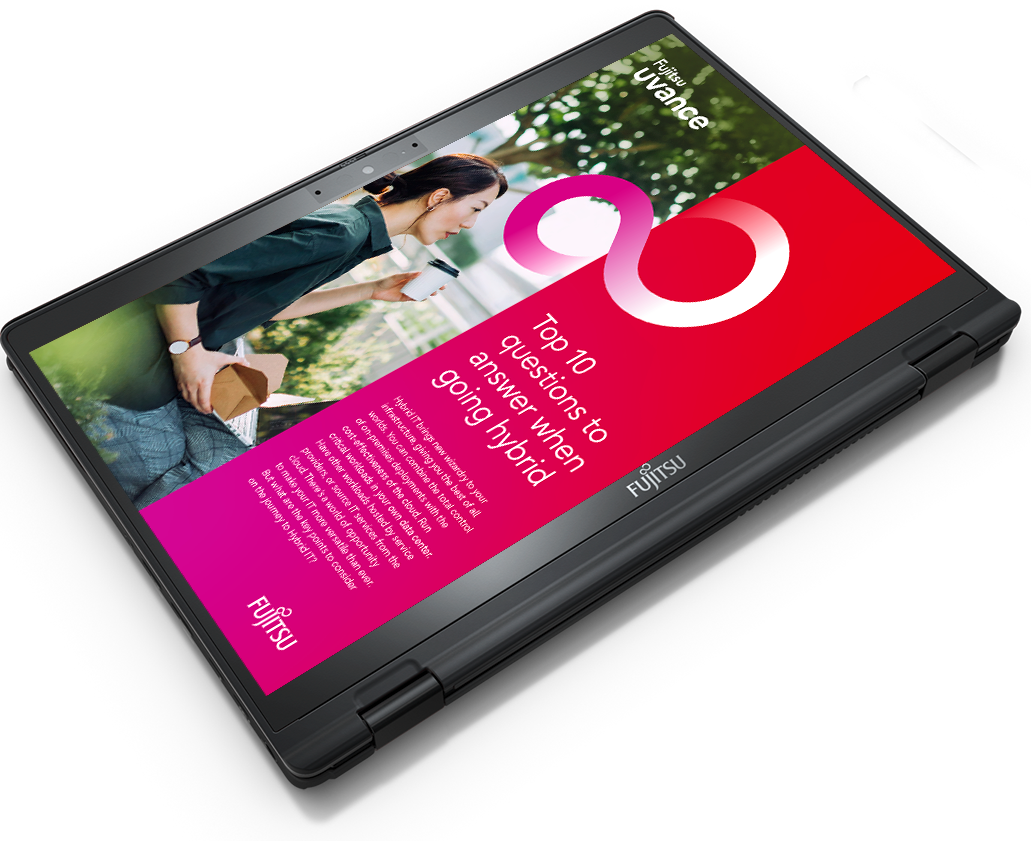 Fujitsu
uvance
Top 10
questions to
answer when
going hybrid
Hybrid IT brings new wizardry to your
infrastructure, giving you the best of all
worlds. You can combine the total control
of on-premises deployments with the
cost-effectiveness of the cloud. Run
critical workloads in your own data center.
Have other workloads hosted by service
providers, or source IT services from the
cloud. There's a world of opportunity
to make your IT more versatile than ever.
But what are the key points to consider
on the journey to Hybrid IT?
FUJITSU
FUJITSU